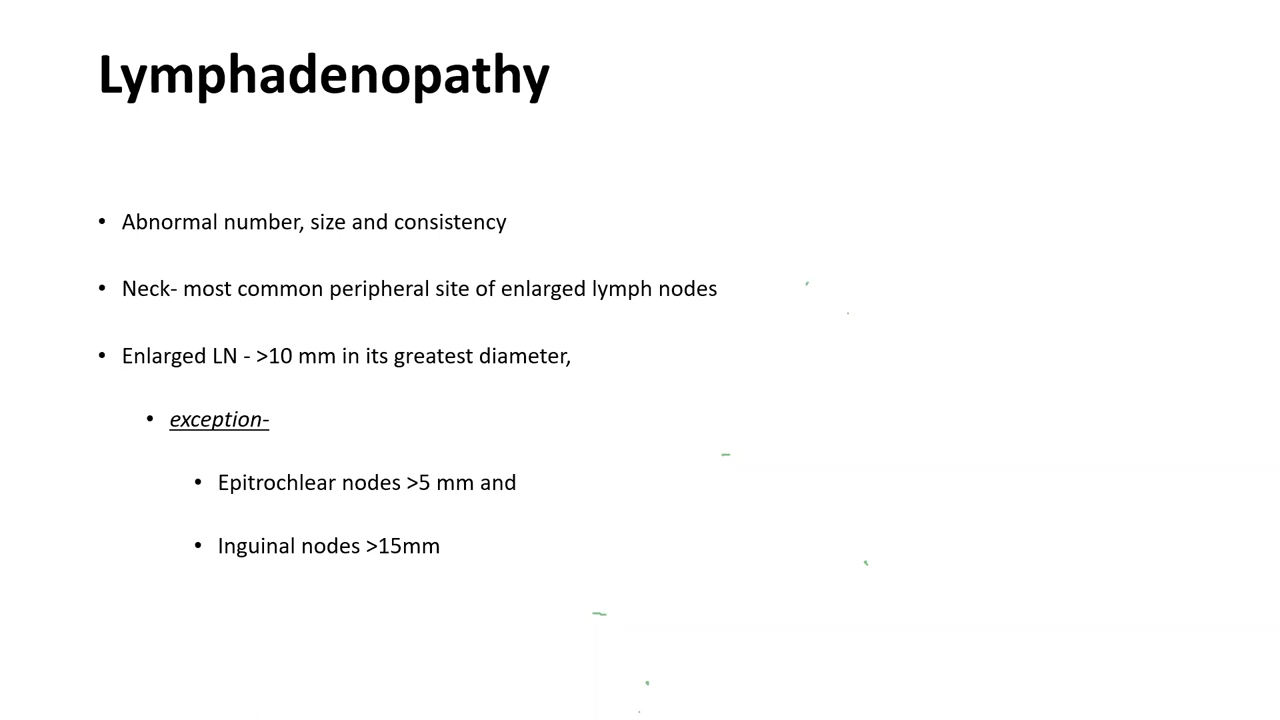 Lymphadenopathy
• Abnormal number, size and consistency
• Neck- most common peripheral site of enlarged lymph nodes
• Enlarged LN - >10 mm in its greatest diameter,
• exception-
• Epitrochlear nodes >5 mm and
• Inguinal nodes >15mm